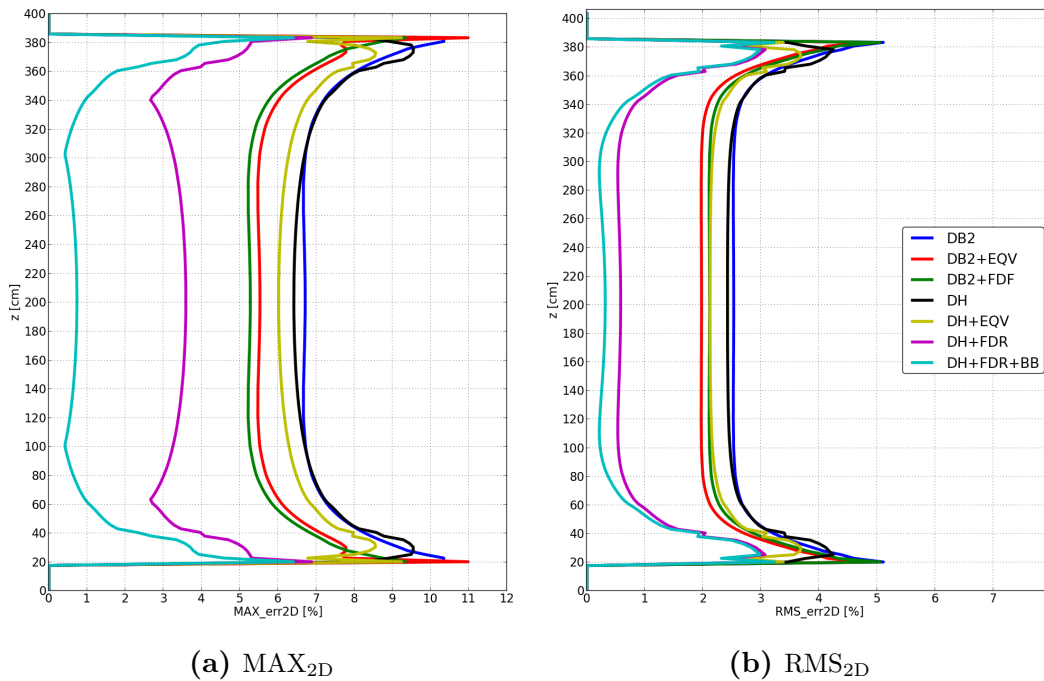 400
380
360
340
320
300
280
260
240
220
200
180
160
140
120
100
80
60
40
20
0
z [cm]
0 1 2 3 4 5 6 7 8 9 10 11 12
MAX_err2D [%]
(a) MAX2D
400
380
360
340
320
300
280
260
240
220
200
180
160
140
120
100
80
60
40
20
0
z [cm]
DB2
DB2+EQV
DB2+FDF
DH
DH+EQV
DH+FDR
DH+FDR+BB
0 1 2 3 4 5 6 7
RMS_err2D [%]
(b) RMS2D